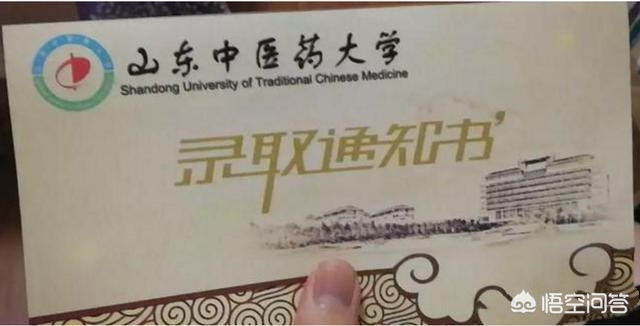 山东中医药大学
Shandong University of Traditional Chinese Medicine
录取通知书
悟空问答